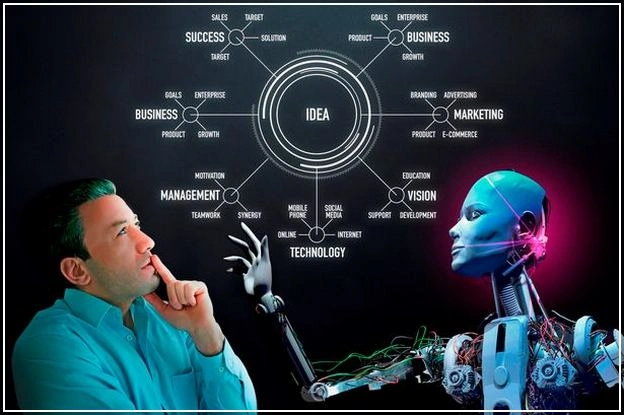 SALES TARGET
SUCCESS SOLUTION
TARGET
GOALS ENTERPRISE
PRODUCT BUSINESS
GROWTH
GOALS ENTERPRISE
BUSINESS
PRODUCT GROWTH
IDEA
BRANDING ADVERTISING
MARKETING
PRODUCT E-COMMERCE
MOTIVATION
MANAGEMENT
TEAMWORK SYNERGY
MOBILE PHONE
SOCIAL MEDIA
ONLINE INTERNET
TECHNOLOGY
EDUCATION
VISION
SUPPORT DEVELOPMENT